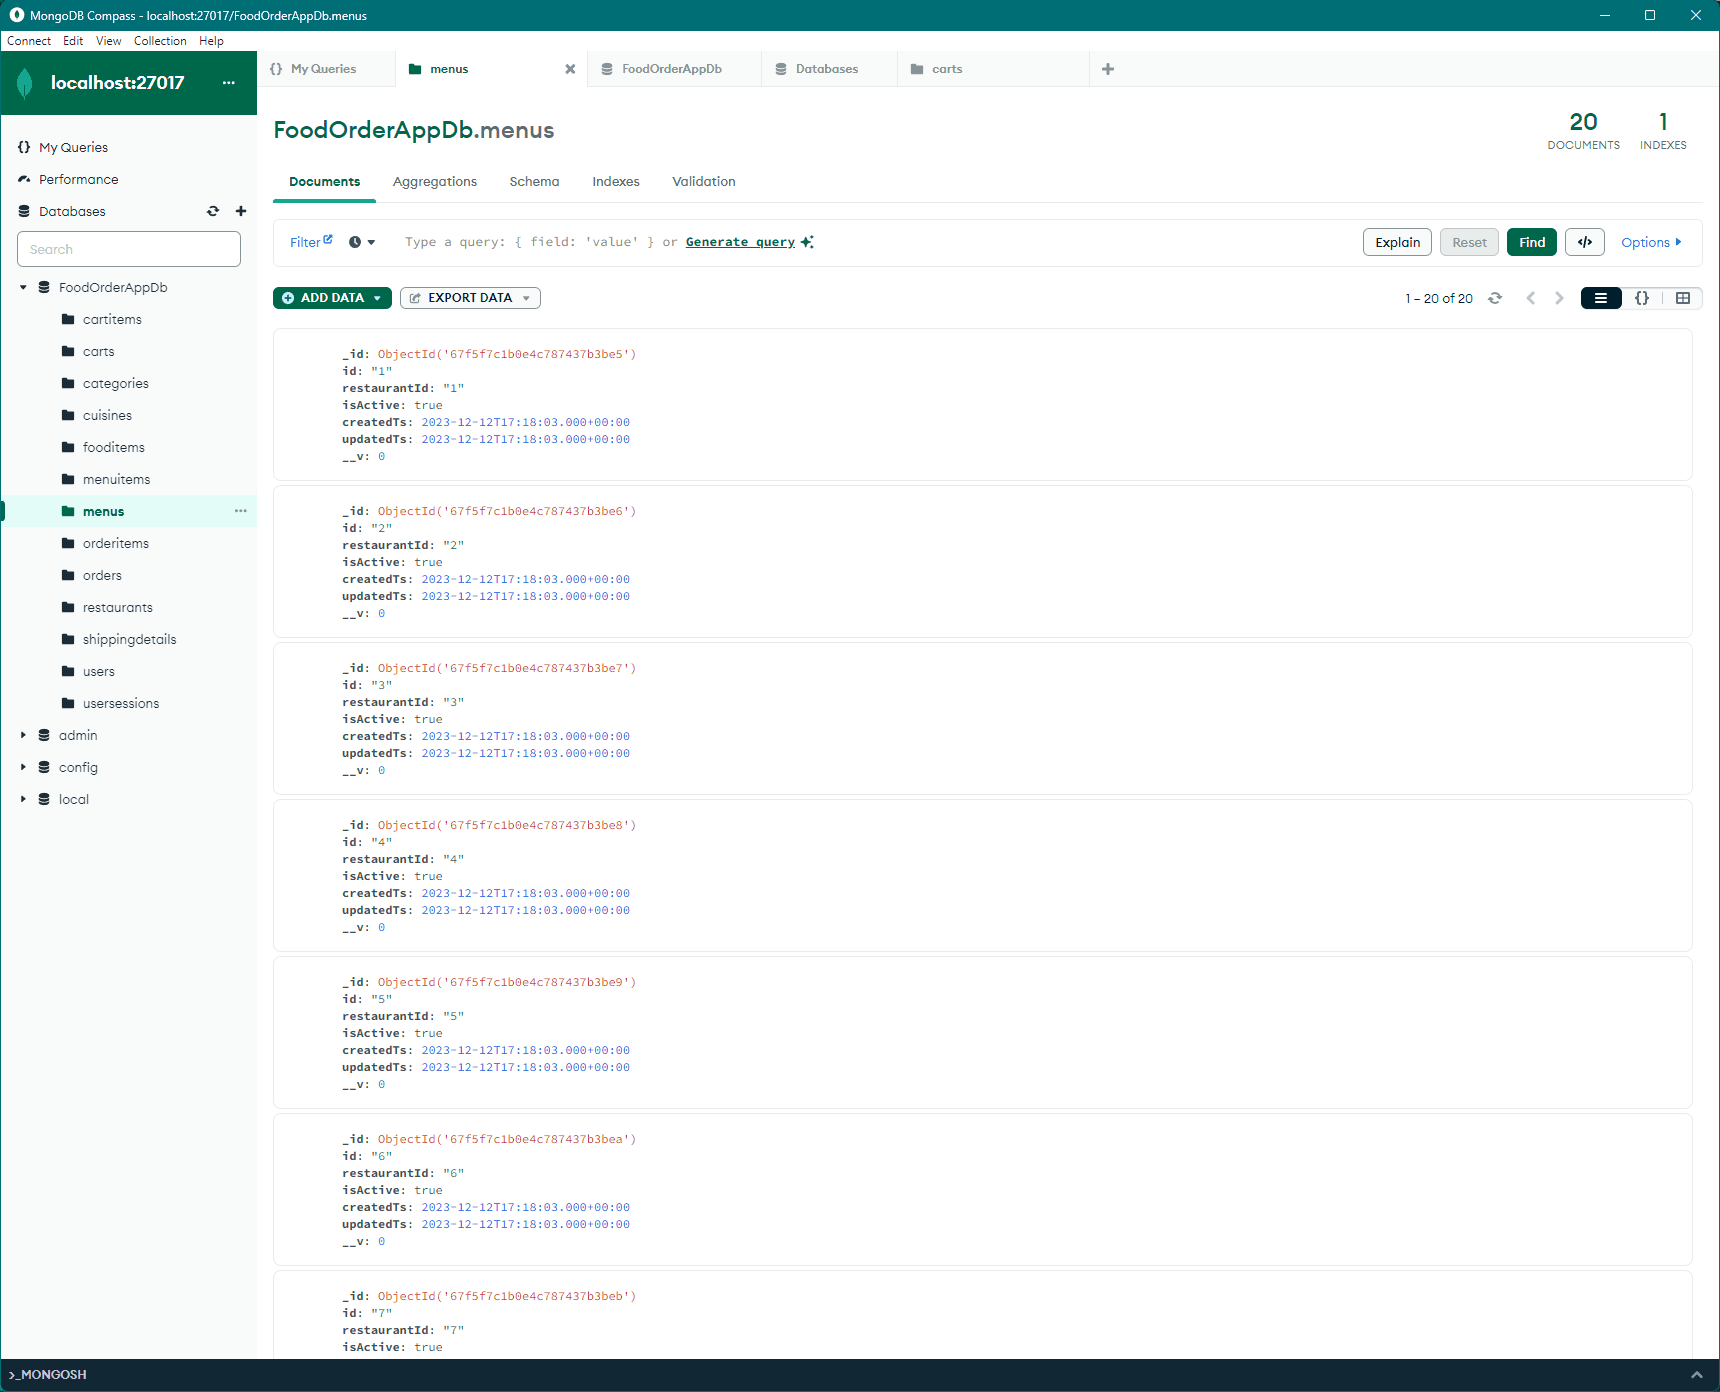 MongoDB Compass - localhost:27017/FoodOrderAppDb.menus
Connect Edit View Collection Help
localhost:27017 ...
My Queries
Performance
Databases
Search
FoodOrderAppDb
cartitems
carts
categories
cuisines
fooditems
menuitems
menus ...
orderitems
orders
restaurants
shippingdetails
users
usersessions
admin
config
local
{} My Queries menus FoodOrderAppDb Databases carts +
FoodOrderAppDb.menus
20 DOCUMENTS
1 INDEXES
Documents Aggregations Schema Indexes Validation
Filter Type a query: { field: 'value' } or Generate query Explain Reset Find </> Options
ADD DATA EXPORT DATA 1 – 20 of 20 {}
_id: ObjectId('67f5f7c1b0e4c787437b3be5')
id: "1"
restaurantId: "1"
isActive: true
createdTs: 2023-12-12T17:18:03.000+00:00
updatedTs: 2023-12-12T17:18:03.000+00:00
__v: 0
_id: ObjectId('67f5f7c1b0e4c787437b3be6')
id: "2"
restaurantId: "2"
isActive: true
createdTs: 2023-12-12T17:18:03.000+00:00
updatedTs: 2023-12-12T17:18:03.000+00:00
__v: 0
_id: ObjectId('67f5f7c1b0e4c787437b3be7')
id: "3"
restaurantId: "3"
isActive: true
createdTs: 2023-12-12T17:18:03.000+00:00
updatedTs: 2023-12-12T17:18:03.000+00:00
__v: 0
_id: ObjectId('67f5f7c1b0e4c787437b3be8')
id: "4"
restaurantId: "4"
isActive: true
createdTs: 2023-12-12T17:18:03.000+00:00
updatedTs: 2023-12-12T17:18:03.000+00:00
__v: 0
_id: ObjectId('67f5f7c1b0e4c787437b3be9')
id: "5"
restaurantId: "5"
isActive: true
createdTs: 2023-12-12T17:18:03.000+00:00
updatedTs: 2023-12-12T17:18:03.000+00:00
__v: 0
_id: ObjectId('67f5f7c1b0e4c787437b3bea')
id: "6"
restaurantId: "6"
isActive: true
createdTs: 2023-12-12T17:18:03.000+00:00
updatedTs: 2023-12-12T17:18:03.000+00:00
__v: 0
_id: ObjectId('67f5f7c1b0e4c787437b3beb')
id: "7"
restaurantId: "7"
isActive: true
>_MONGOSH